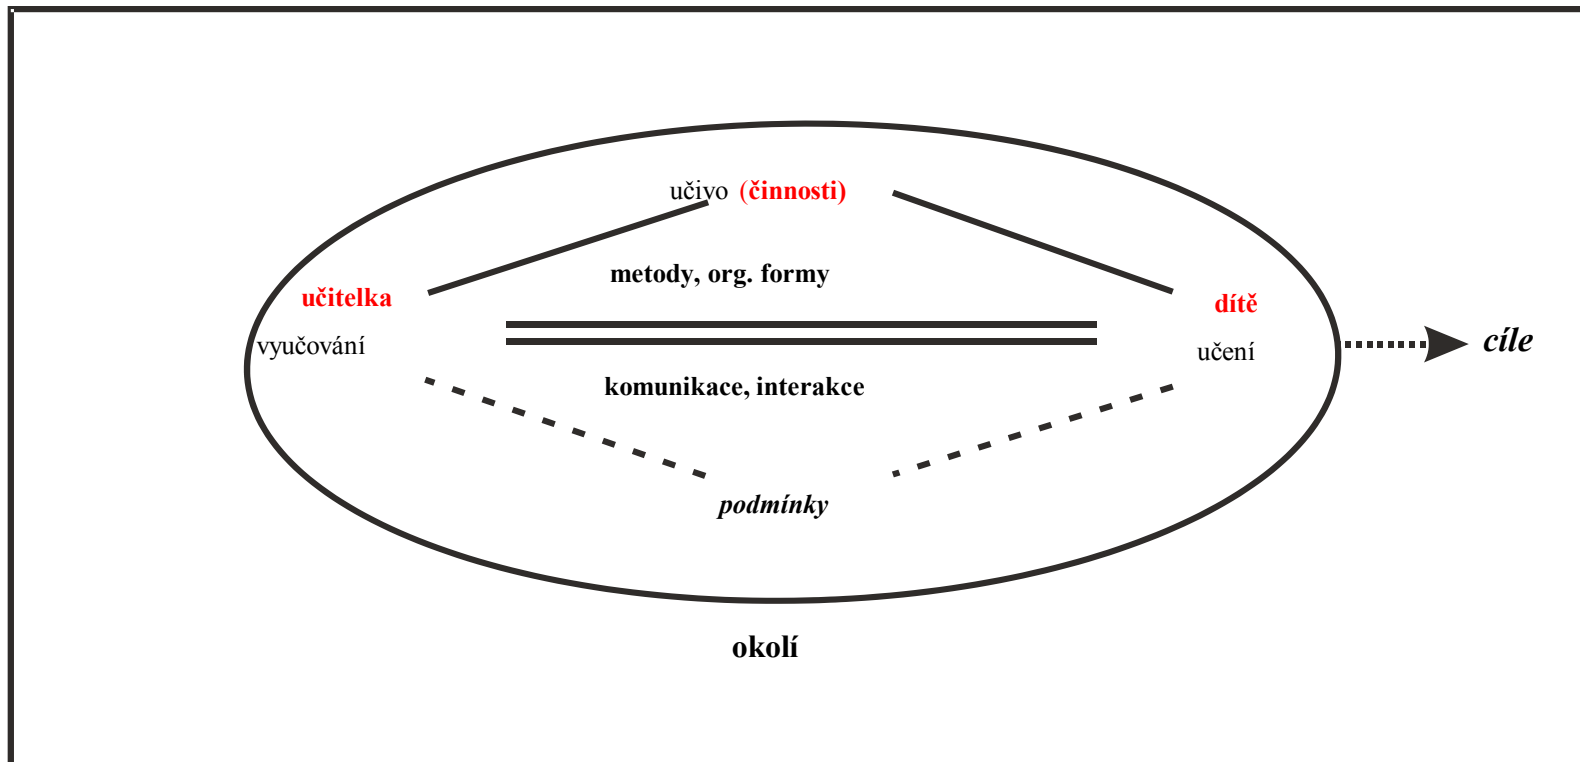 učivo (činnosti)
metody, org. formy
učitelka
dítě
vyučování
učení
cíle
komunikace, interakce
podmínky
okolí